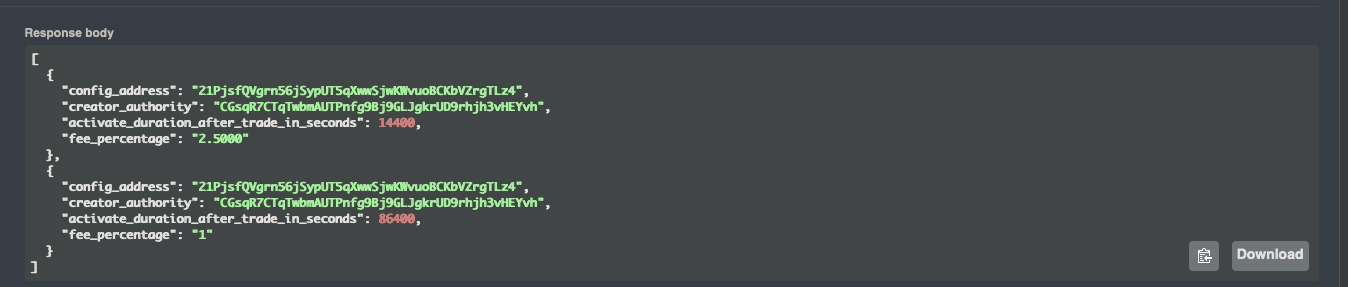 Response body
[
  {
    "config_address": "21PjsfQVgrn56jSypUT5qXwwSjwKWvuoBCKbVZrgTLz4",
    "creator_authority": "CGsqR7CTqTwbmAUTPnfg9Bj9GLJgkrUD9rhjh3vHEYvh",
    "activate_duration_after_trade_in_seconds": 14400,
    "fee_percentage": "2.5000"
  },
  {
    "config_address": "21PjsfQVgrn56jSypUT5qXwwSjwKWvuoBCKbVZrgTLz4",
    "creator_authority": "CGsqR7CTqTwbmAUTPnfg9Bj9GLJgkrUD9rhjh3vHEYvh",
    "activate_duration_after_trade_in_seconds": 86400,
    "fee_percentage": "1"
  }
]
Download